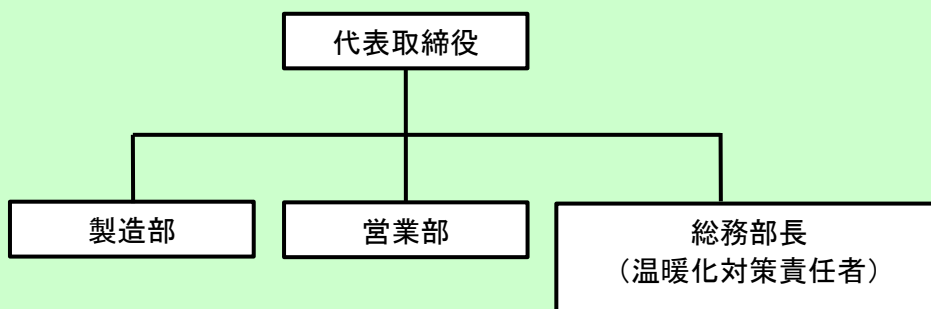 代表取締役
製造部
営業部
総務部長
（温暖化対策責任者）